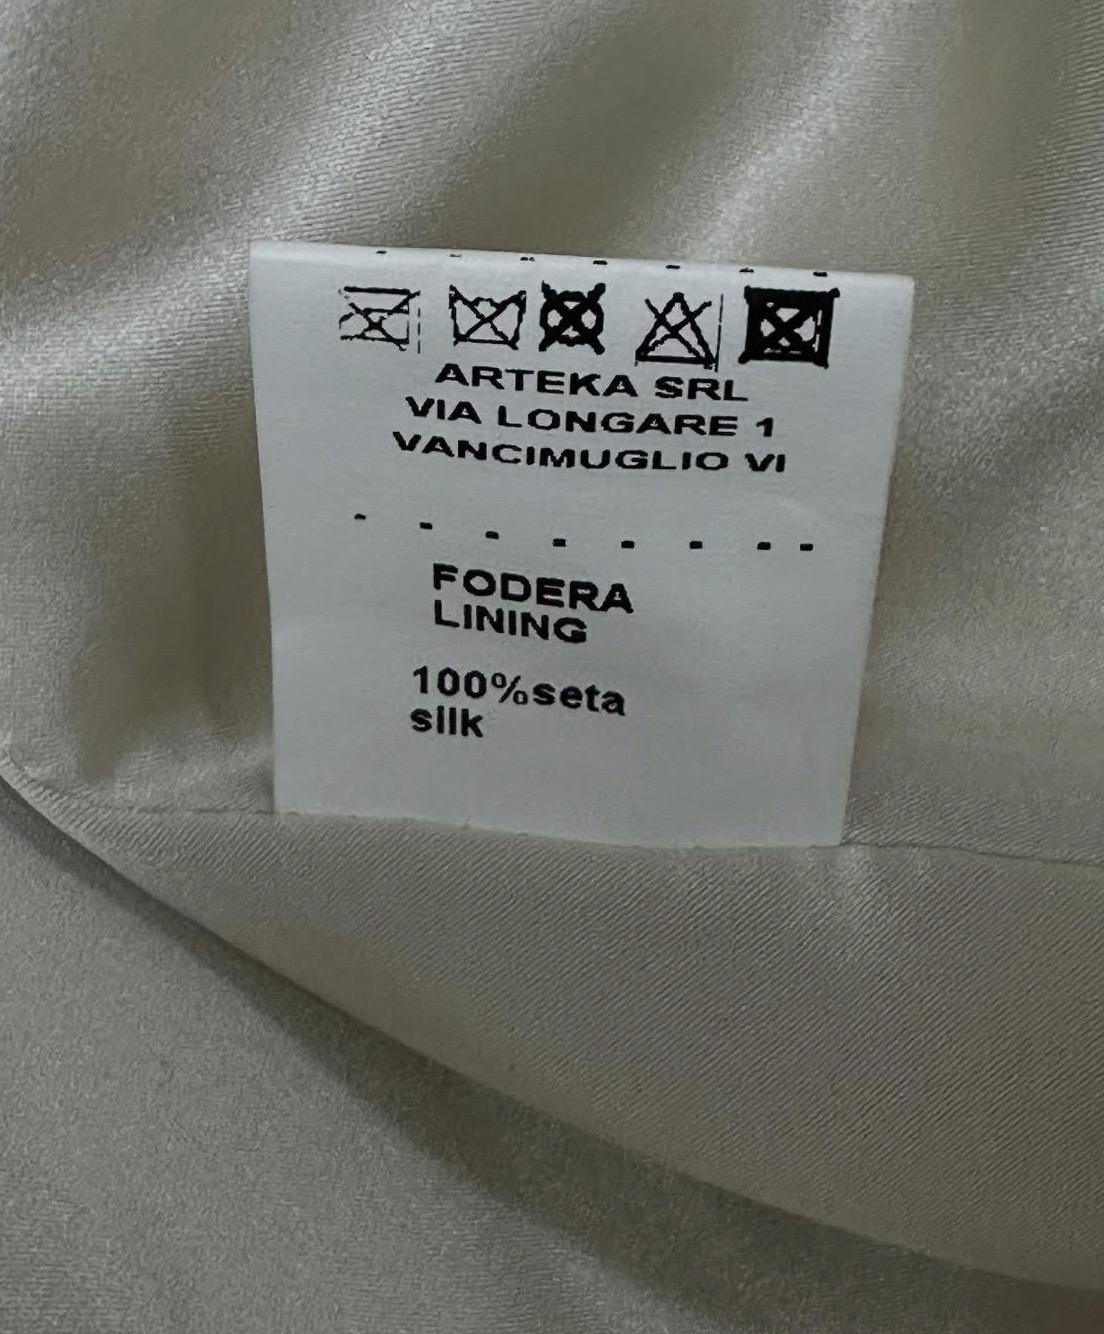 ARTEKA SRL
VIA LONGARE 1
VANCIMUGLIO VI
FODERA
LINING
100%seta
silk